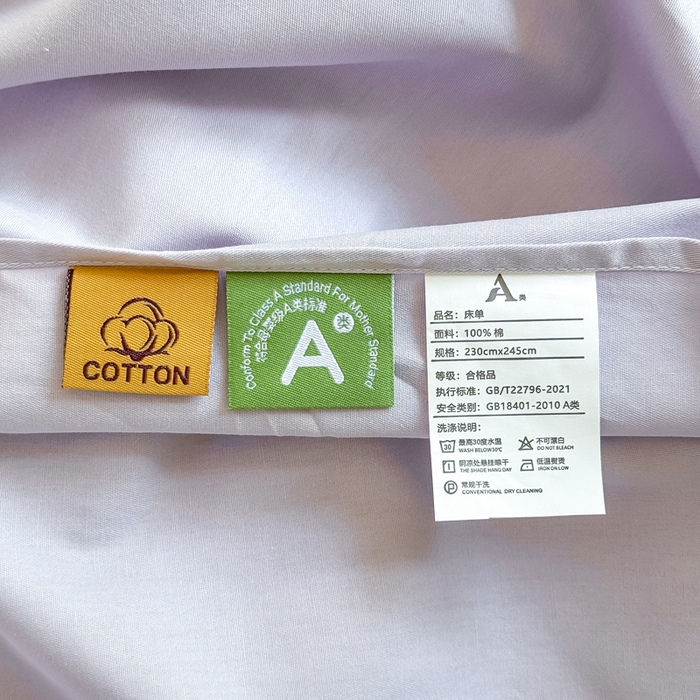 COTTON
Conform To Class A Standard For Mother Standard
符合母婴级A类标准
A类
A类
品名：床单
面料：100% 棉
规格：230cmx245cm
等级：合格品
执行标准：GB/T22796-2021
安全类别：GB18401-2010 A类
洗涤说明：
30 最高30度水温 不可漂白
WASH BELOW30℃ DO NOT BLEACH
阴凉处悬挂晾干 低温熨烫
THE SHADE HANG DAY IRON ON LOW
P 常规干洗
CONVENTIONAL DRY CLEANING